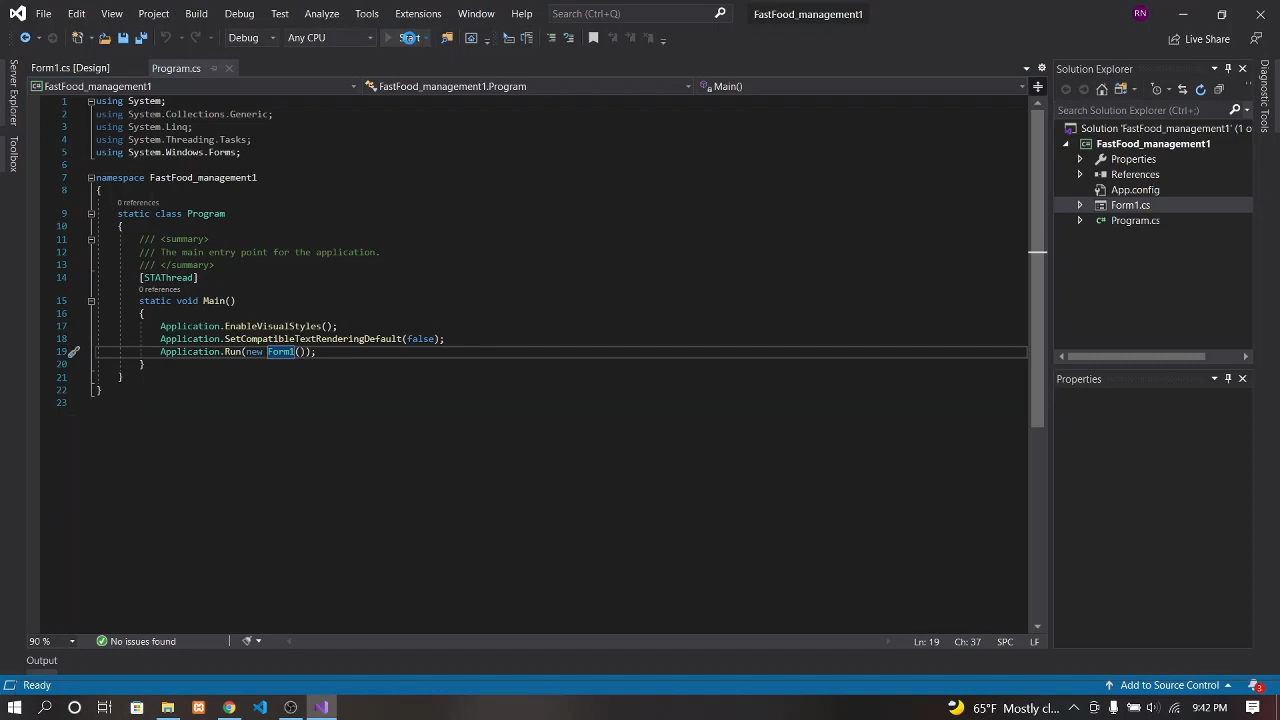 File Edit View Project Build Debug Test Analyze Tools Extensions Window Help Search (Ctrl+Q) FastFood_management1 RN
Debug Any CPU Start Live Share
Form1.cs [Design] Program.cs
FastFood_management1 FastFood_management1.Program Main()
Server Explorer
Toolbox
1 using System;
2 using System.Collections.Generic;
3 using System.Linq;
4 using System.Threading.Tasks;
5 using System.Windows.Forms;
6
7 namespace FastFood_management1
8 {
0 references
9 static class Program
10 {
11 /// <summary>
12 /// The main entry point for the application.
13 /// </summary>
14 [STAThread]
0 references
15 static void Main()
16 {
17 Application.EnableVisualStyles();
18 Application.SetCompatibleTextRenderingDefault(false);
19 Application.Run(new Form1());
20 }
21 }
22 }
23
Solution Explorer
Search Solution Explorer (Ctrl+;)
Solution 'FastFood_management1' (1 o
FastFood_management1
Properties
References
App.config
Form1.cs
Program.cs
Properties
Diagnostic Tools
90 % No issues found Ln: 19 Ch: 37 SPC LF
Output
Ready Add to Source Control 3
65°F Mostly cl... 9:42 PM